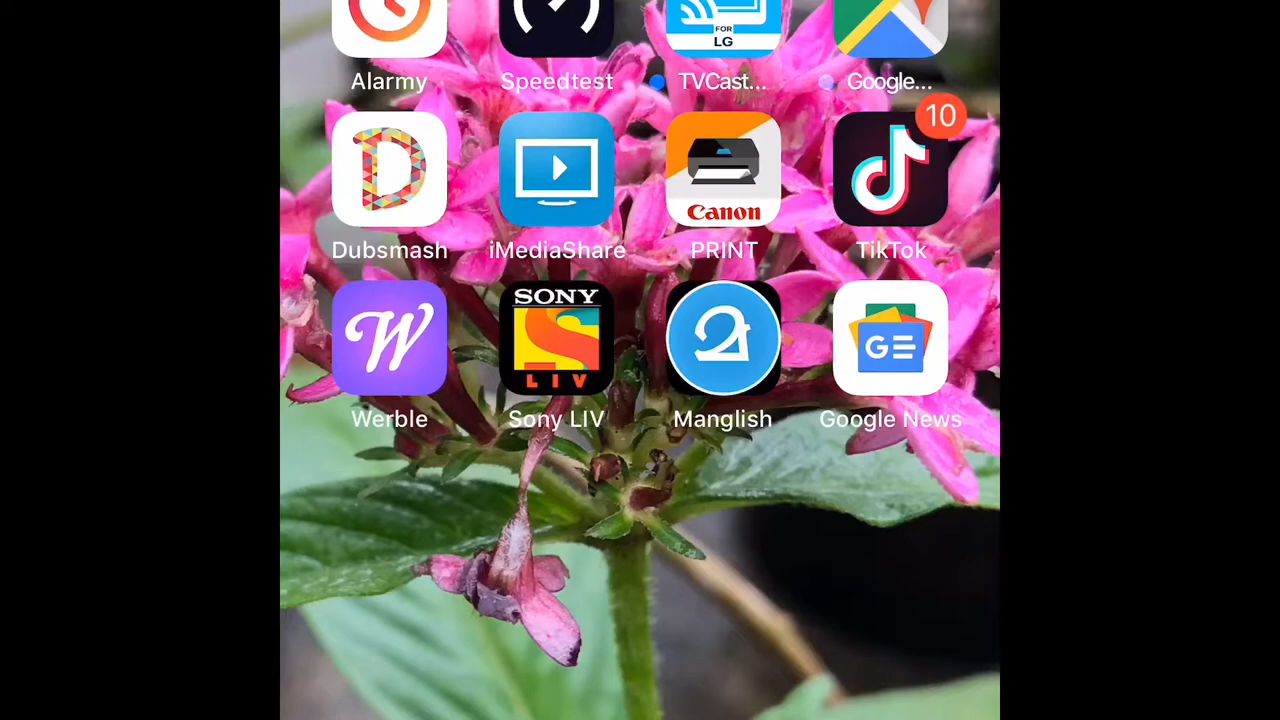 FOR
LG
Alarmy Speedtest TVCast... Google...
10
Canon
Dubsmash iMediaShare PRINT TikTok
SONY
W LIV മ GE
Werble Sony LIV Manglish Google News